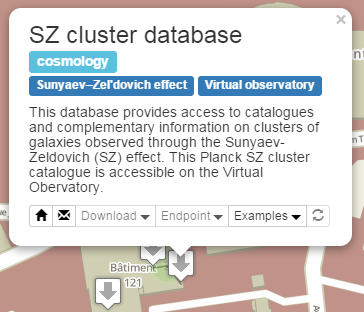 ×
SZ cluster database
cosmology
Sunyaev–Zel'dovich effect Virtual observatory
This database provides access to catalogues
and complementary information on clusters of
galaxies observed through the Sunyaev-
Zeldovich (SZ) effect. This Planck SZ cluster
catalogue is accessible on the Virtual
Obervatory.
Download Endpoint Examples
Bâtiment
121